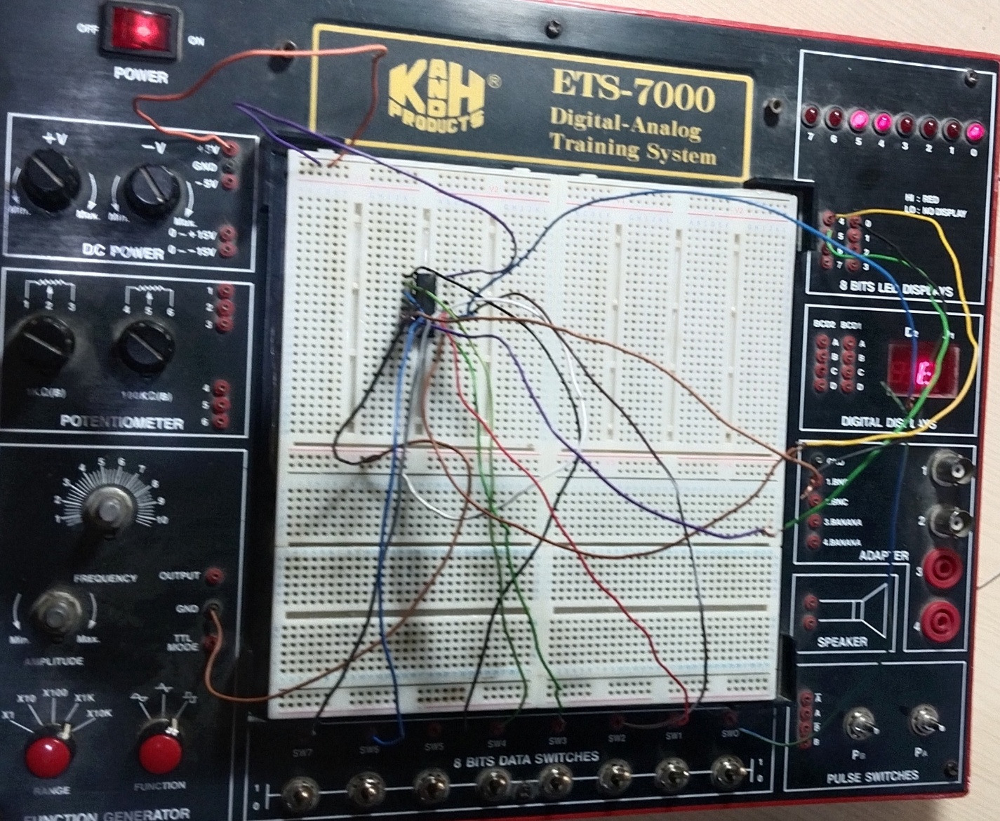 OFF
ON
POWER
K AND H ®
PRODUCTS
ETS-7000
Digital-Analog
Training System
7 6 5 4 3 2 1 0
HI : RED
LO : NO DISPLAY
4 0
5 1
6 2
7 3
8 BITS LED DISPLAYS
+V
-V
+5V
GND
-5V
0~+15V
0~-15V
Min. Max. Min. Max.
DC POWER
1 2 3
4 5 6
1
2
3
1KΩ(B)
100KΩ(B)
4
5
6
POTENTIOMETER
BCD2 BCD1
A A
B B
C C
D D
DIGITAL DISPLAYS
GND
1.BNC
2.BNC
3.BANANA
4.BANANA
1
2
3
4
ADAPTER
SPEAKER
1 2 3 4 5 6 7 8 9 10
FREQUENCY
OUTPUT
GND
TTL
MODE
Min. Max.
AMPLITUDE
X1 X10 X100 X1K X10K
RANGE
FUNCTION
FUNCTION GENERATOR
SW7 SW6 SW5 SW4 SW3 SW2 SW1 SW0
8 BITS DATA SWITCHES
1
0
1
0
A
A
B
B
PB
PA
PULSE SWITCHES